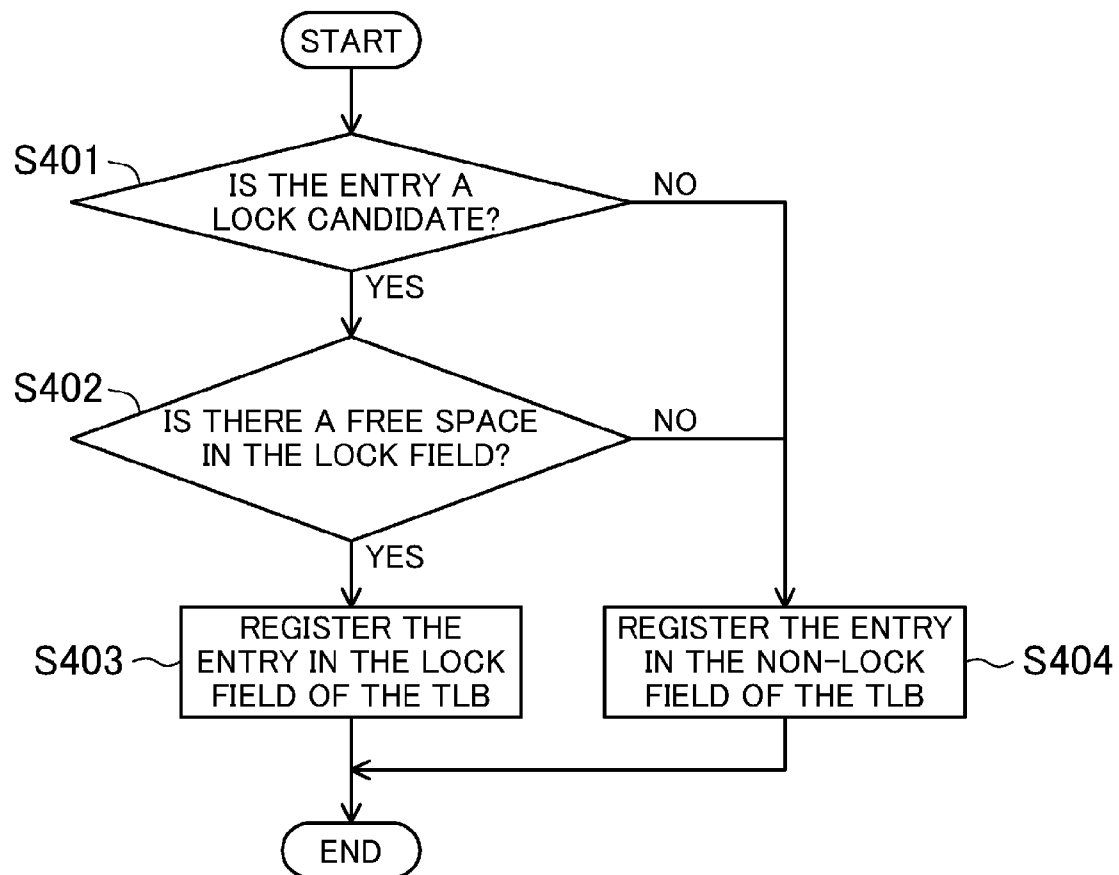 START
S401
IS THE ENTRY A
LOCK CANDIDATE?
NO
YES
S402
IS THERE A FREE SPACE
IN THE LOCK FIELD?
NO
YES
S403
REGISTER THE
ENTRY IN THE LOCK
FIELD OF THE TLB
REGISTER THE ENTRY
IN THE NON-LOCK
FIELD OF THE TLB
S404
END